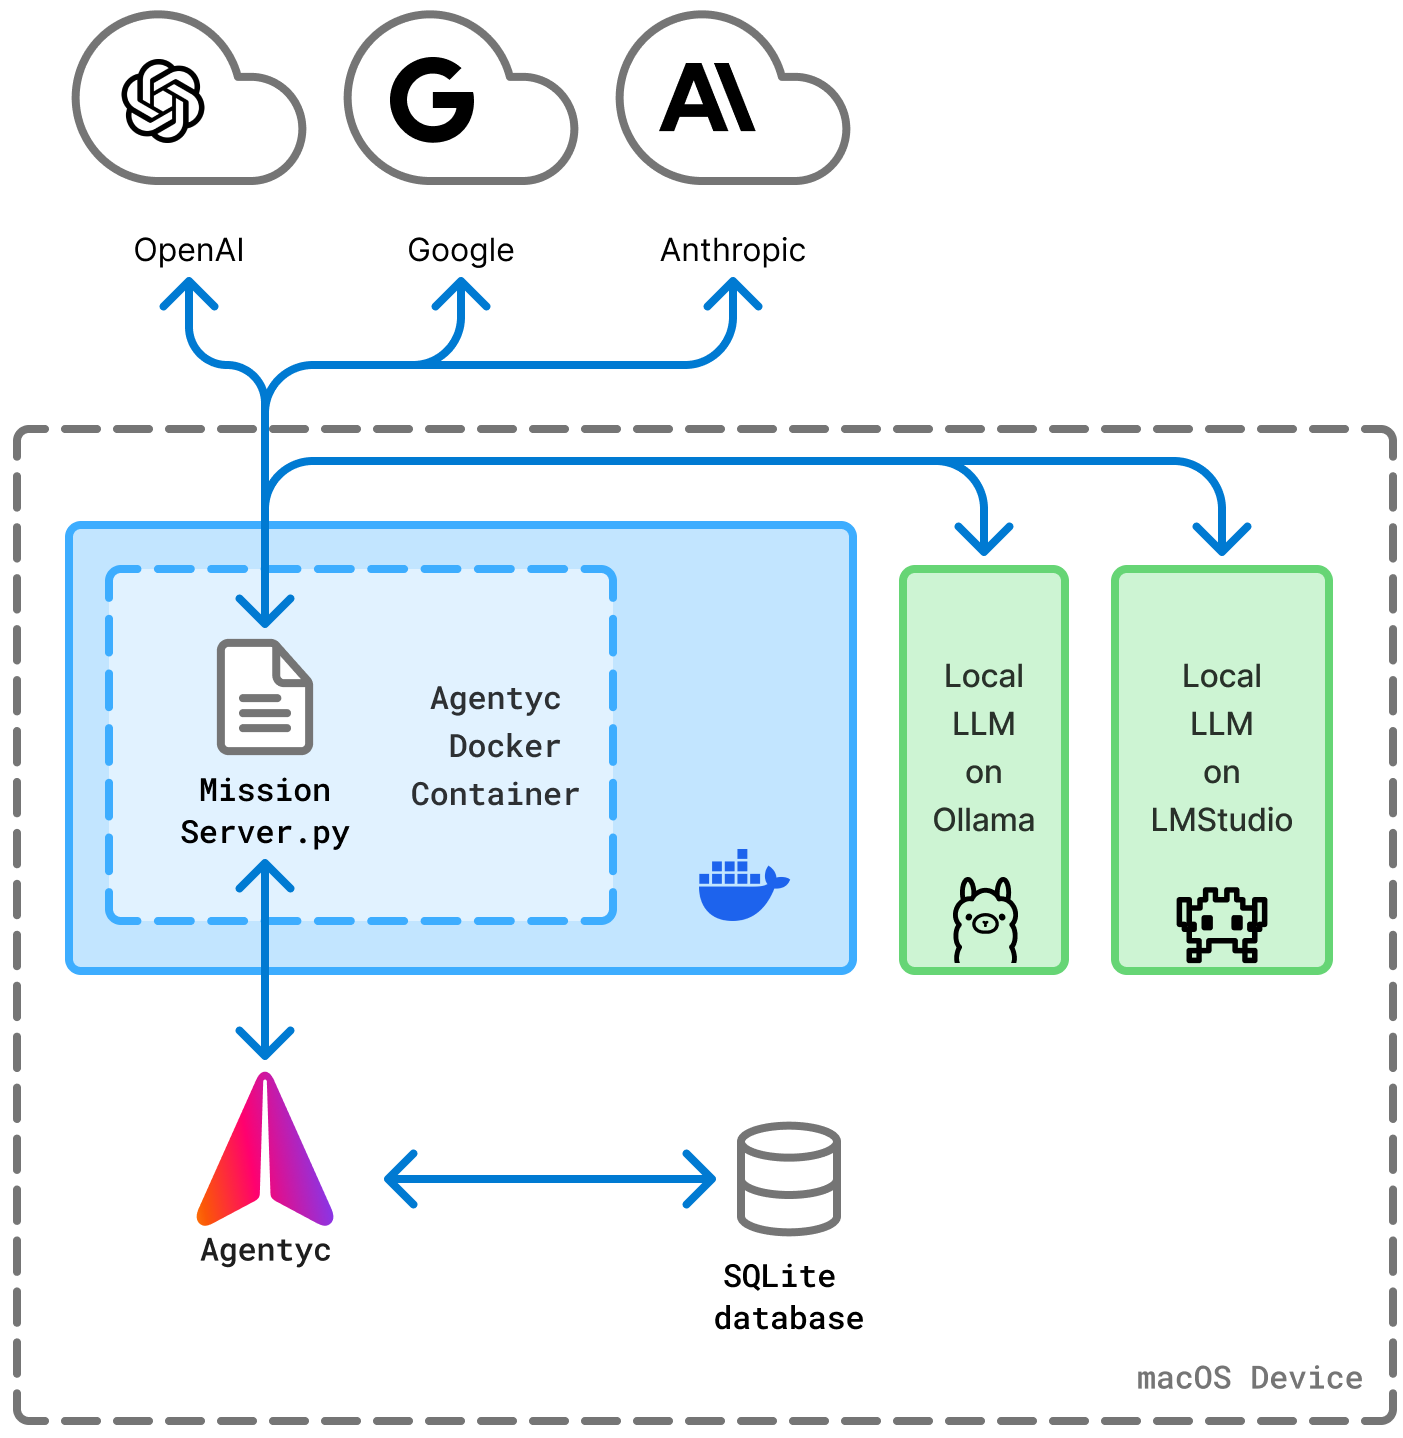 OpenAI
Google
Anthropic
Mission
Server.py
Agentyc
Docker
Container
Local
LLM
on
Ollama
Local
LLM
on
LMStudio
Agentyc
SQLite
database
macOS Device